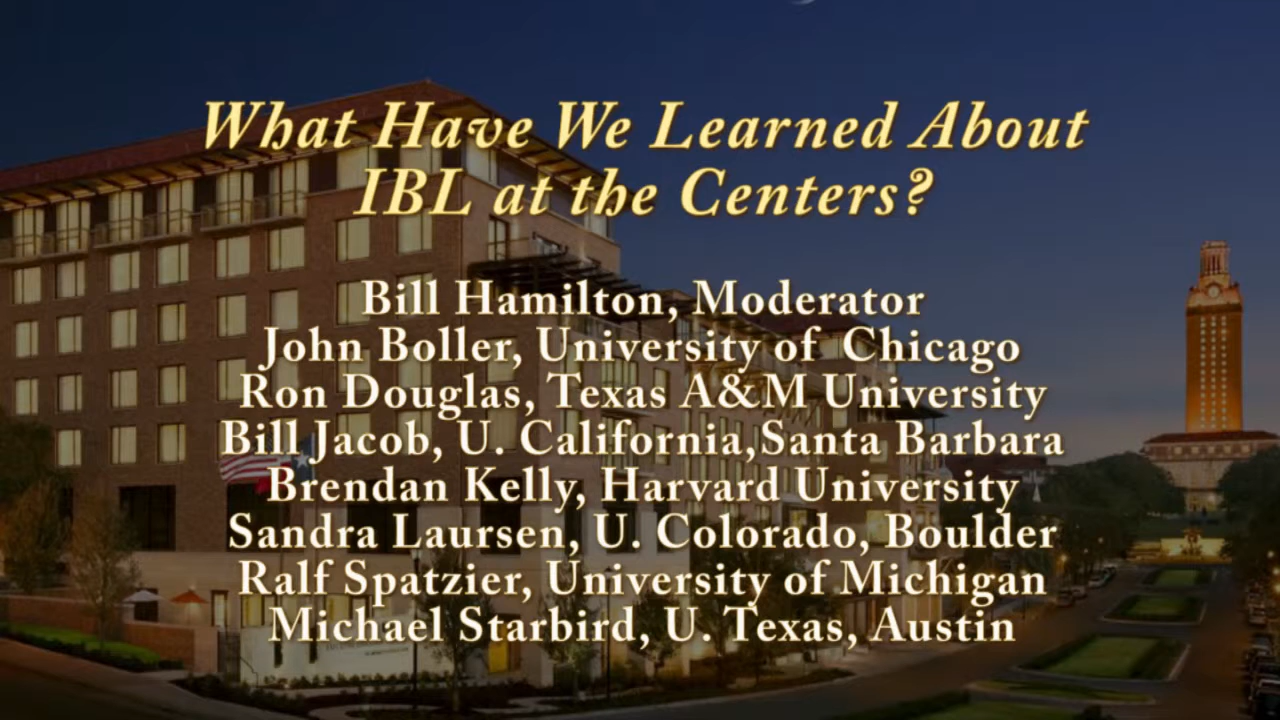 What Have We Learned About
IBL at the Centers?
Bill Hamilton, Moderator
John Boller, University of Chicago
Ron Douglas, Texas A&M University
Bill Jacob, U. California,Santa Barbara
Brendan Kelly, Harvard University
Sandra Laursen, U. Colorado, Boulder
Ralf Spatzier, University of Michigan
Michael Starbird, U. Texas, Austin